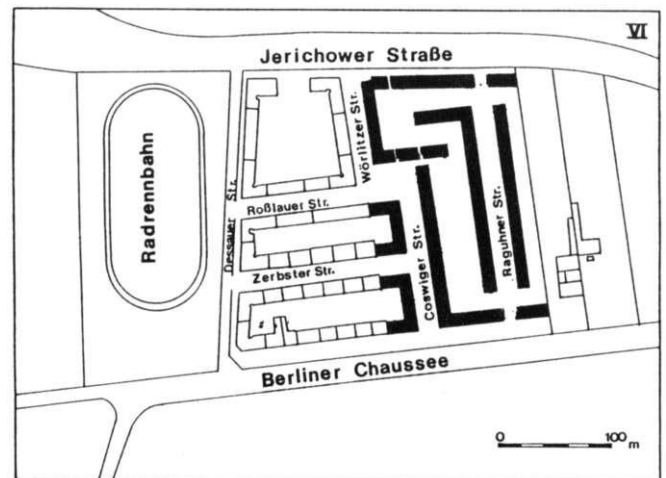 VI
Jerichower Straße
Radrennbahn
Dessauer Str.
Wörlitzer Str.
Roßlauer Str.
Zerbster Str.
Coswiger Str.
Raguhner Str.
Berliner Chaussee
0 100 m